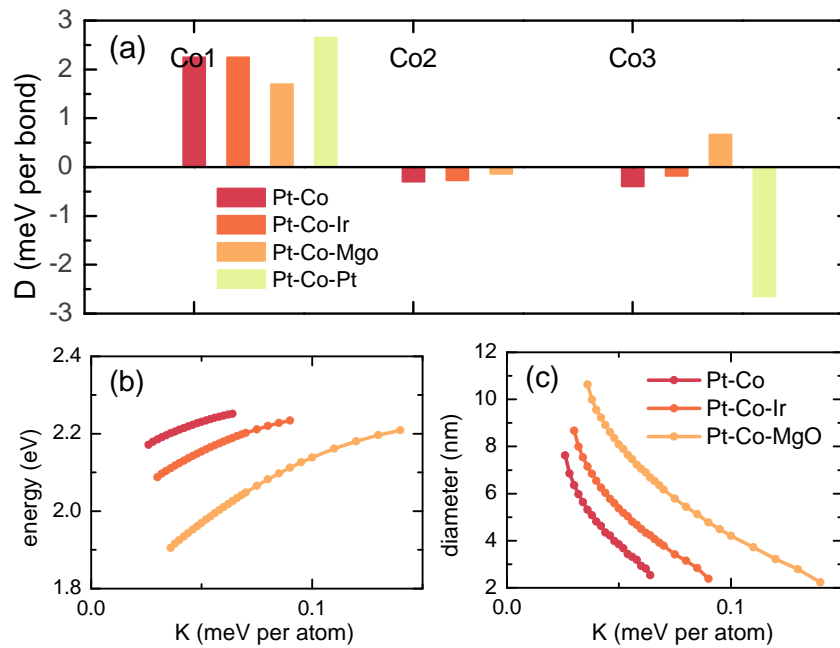 (a)
Co1
Co2
Co3
3
2
1
0
-1
-2
-3
D (meV per bond)
Pt-Co
Pt-Co-Ir
Pt-Co-Mgo
Pt-Co-Pt
(b)
2.4
2.2
2.0
1.8
energy (eV)
0.0
0.1
K (meV per atom)
(c)
12
10
8
6
4
2
diameter (nm)
Pt-Co
Pt-Co-Ir
Pt-Co-MgO
0.0
0.1
K (meV per atom)